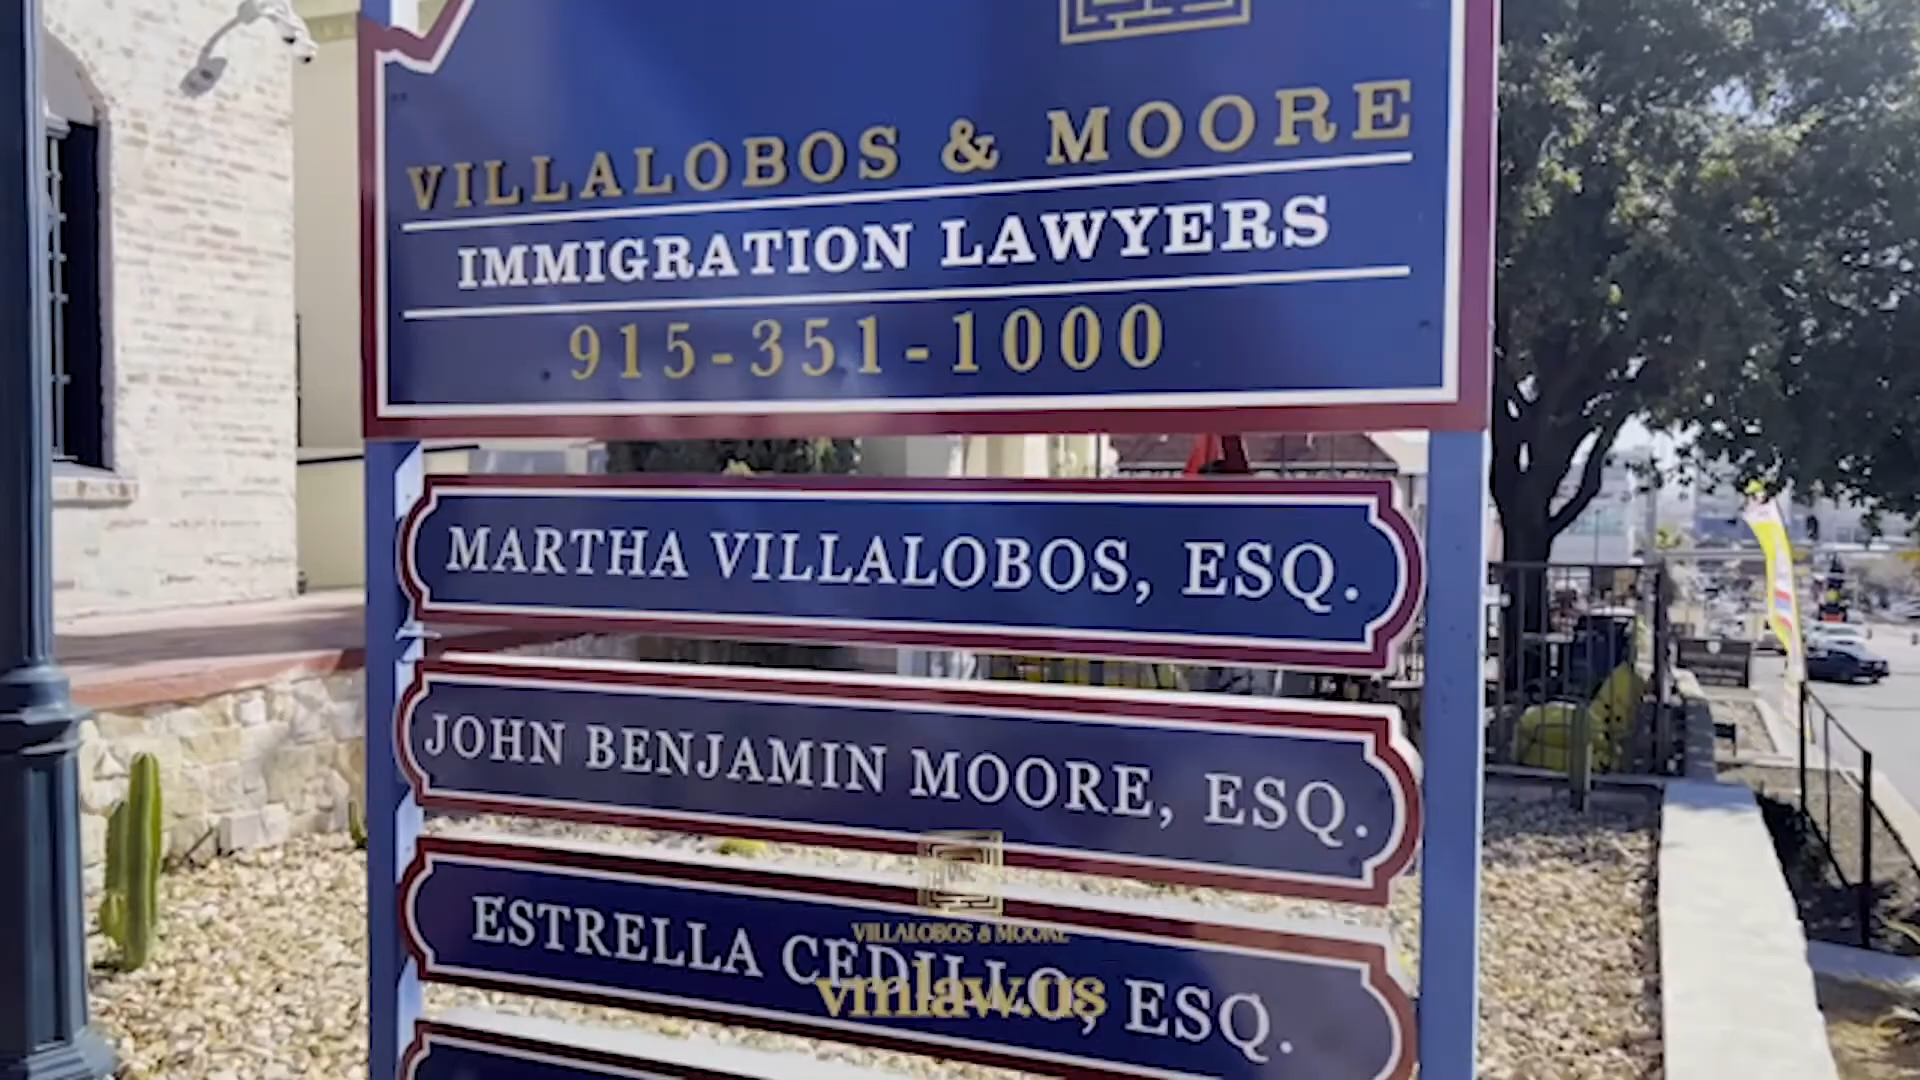 VILLALOBOS & MOORE
IMMIGRATION LAWYERS
915-351-1000
MARTHA VILLALOBOS, ESQ.
JOHN BENJAMIN MOORE, ESQ.
ESTRELLA CEDILLO, ESQ.
VILLALOBOS & MOORE
vmlaw.us